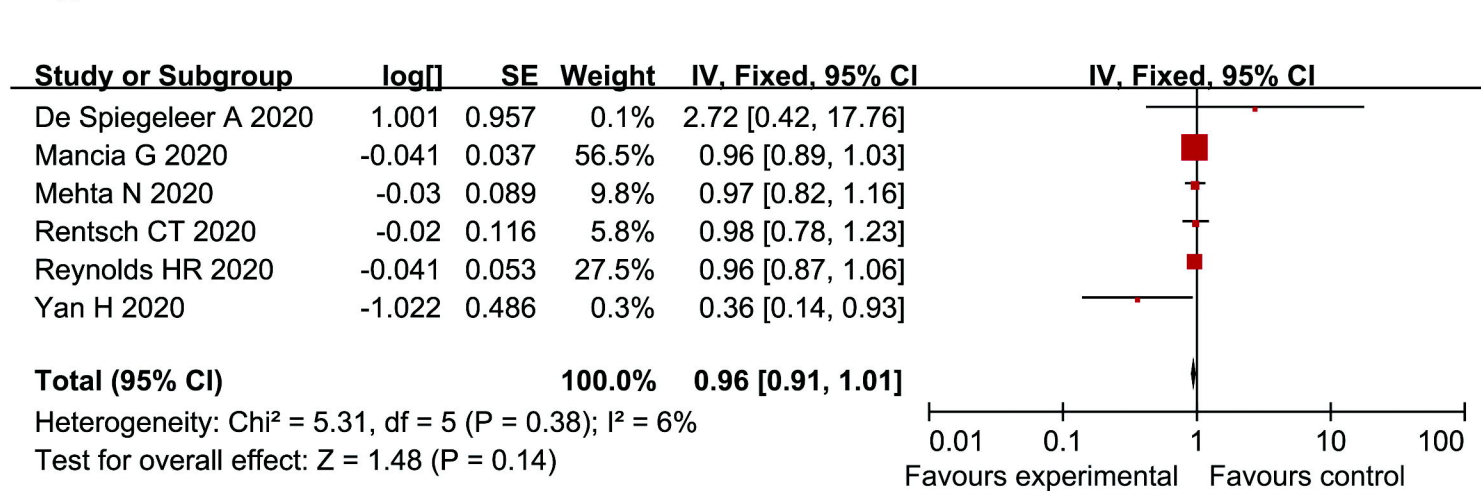 Study or Subgroup log[] SE Weight IV, Fixed, 95% CI IV, Fixed, 95% CI
De Spiegeleer A 2020 1.001 0.957 0.1% 2.72 [0.42, 17.76]
Mancia G 2020 -0.041 0.037 56.5% 0.96 [0.89, 1.03]
Mehta N 2020 -0.03 0.089 9.8% 0.97 [0.82, 1.16]
Rentsch CT 2020 -0.02 0.116 5.8% 0.98 [0.78, 1.23]
Reynolds HR 2020 -0.041 0.053 27.5% 0.96 [0.87, 1.06]
Yan H 2020 -1.022 0.486 0.3% 0.36 [0.14, 0.93]
Total (95% CI) 100.0% 0.96 [0.91, 1.01]
Heterogeneity: Chi² = 5.31, df = 5 (P = 0.38); I² = 6%
Test for overall effect: Z = 1.48 (P = 0.14)
0.01 0.1 1 10 100
Favours experimental Favours control